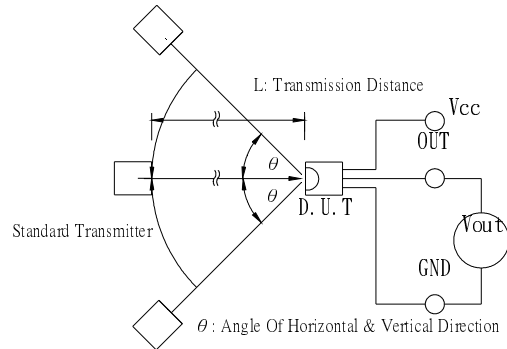 L: Transmission Distance
Vcc
OUT
θ
θ
D.U.T
Standard Transmitter
Vout
GND
θ : Angle Of Horizontal & Vertical Direction